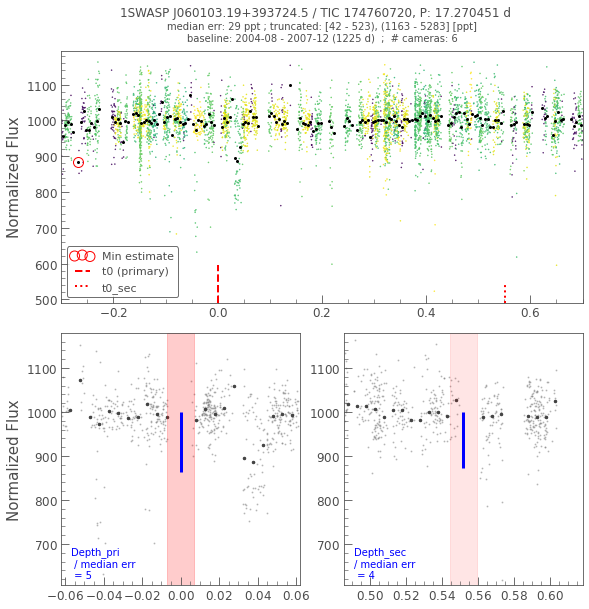 1SWASP J060103.19+393724.5 / TIC 174760720, P: 17.270451 d
median err: 29 ppt ; truncated: [42 - 523), (1163 - 5283] [ppt]
baseline: 2004-08 - 2007-12 (1225 d)  ;  # cameras: 6
Normalized Flux
1100
1000
900
800
700
600
500
Min estimate
t0 (primary)
t0_sec
−0.2 0.0 0.2 0.4 0.6
Normalized Flux
1100
1000
900
800
700
Depth_pri
/ median err
= 5
−0.06 −0.04 −0.02 0.00 0.02 0.04 0.06
1100
1000
900
800
700
Depth_sec
/ median err
= 4
0.50 0.52 0.54 0.56 0.58 0.60